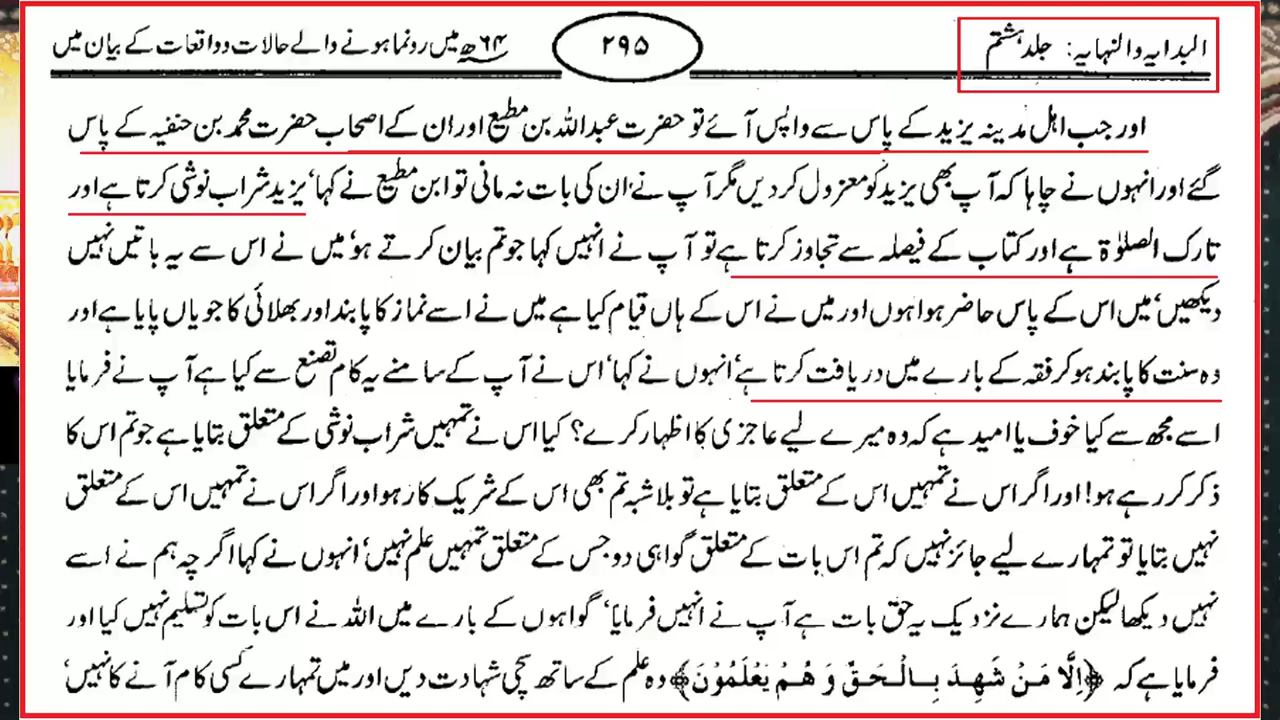 البدایہ والنہایہ: جلد ہشتم
۲۹۵
۶۴ھ میں رونما ہونے والے حالات و واقعات کے بیان میں
اور جب اہل مدینہ یزید کے پاس سے واپس آئے تو حضرت عبداللہ بن مطیع اور ان کے اصحاب حضرت محمد بن حنفیہ کے پاس
گئے اور انہوں نے چاہا کہ آپ بھی یزید کو معزول کر دیں مگر آپ نے ان کی بات نہ مانی تو ابن مطیع نے کہا' یزید شراب نوشی کرتا ہے اور
تارک الصلوٰۃ ہے اور کتاب کے فیصلہ سے تجاوز کرتا ہے تو آپ نے انہیں کہا جو تم بیان کرتے ہو' میں نے اس سے یہ باتیں نہیں
دیکھیں' میں اس کے پاس حاضر ہوا ہوں اور میں نے اس کے ہاں قیام کیا ہے میں نے اسے نماز کا پابند اور بھلائی کا جویاں پایا ہے اور
وہ سنت کا پابند ہو کر فقہ کے بارے میں دریافت کرتا ہے' انہوں نے کہا' اس نے آپ کے سامنے یہ کام تصنع سے کیا ہے آپ نے فرمایا
اسے مجھ سے کیا خوف یا امید ہے کہ وہ میرے لیے عاجزی کا اظہار کرے؟ کیا اس نے تمہیں شراب نوشی کے متعلق بتایا ہے جو تم اس کا
ذکر کر رہے ہو! اور اگر اس نے تمہیں اس کے متعلق بتایا ہے تو بلاشبہ تم بھی اس کے شریک کار ہو اور اگر اس نے تمہیں اس کے متعلق
نہیں بتایا تو تمہارے لیے جائز نہیں کہ تم اس بات کے متعلق گواہی دو جس کے متعلق تمہیں علم نہیں' انہوں نے کہا اگر چہ ہم نے اسے
نہیں دیکھا لیکن ہمارے نزدیک یہ حق بات ہے آپ نے انہیں فرمایا' گواہوں کے بارے میں اللہ نے اس بات کو تسلیم نہیں کیا اور
فرمایا ہے کہ ﴿اِلَّا مَنْ شَهِدَ بِالْحَقِّ وَ هُمْ يَعْلَمُوْنَ﴾ وہ علم کے ساتھ سچی شہادت دیں اور میں تمہارے کسی کام آنے کا نہیں'